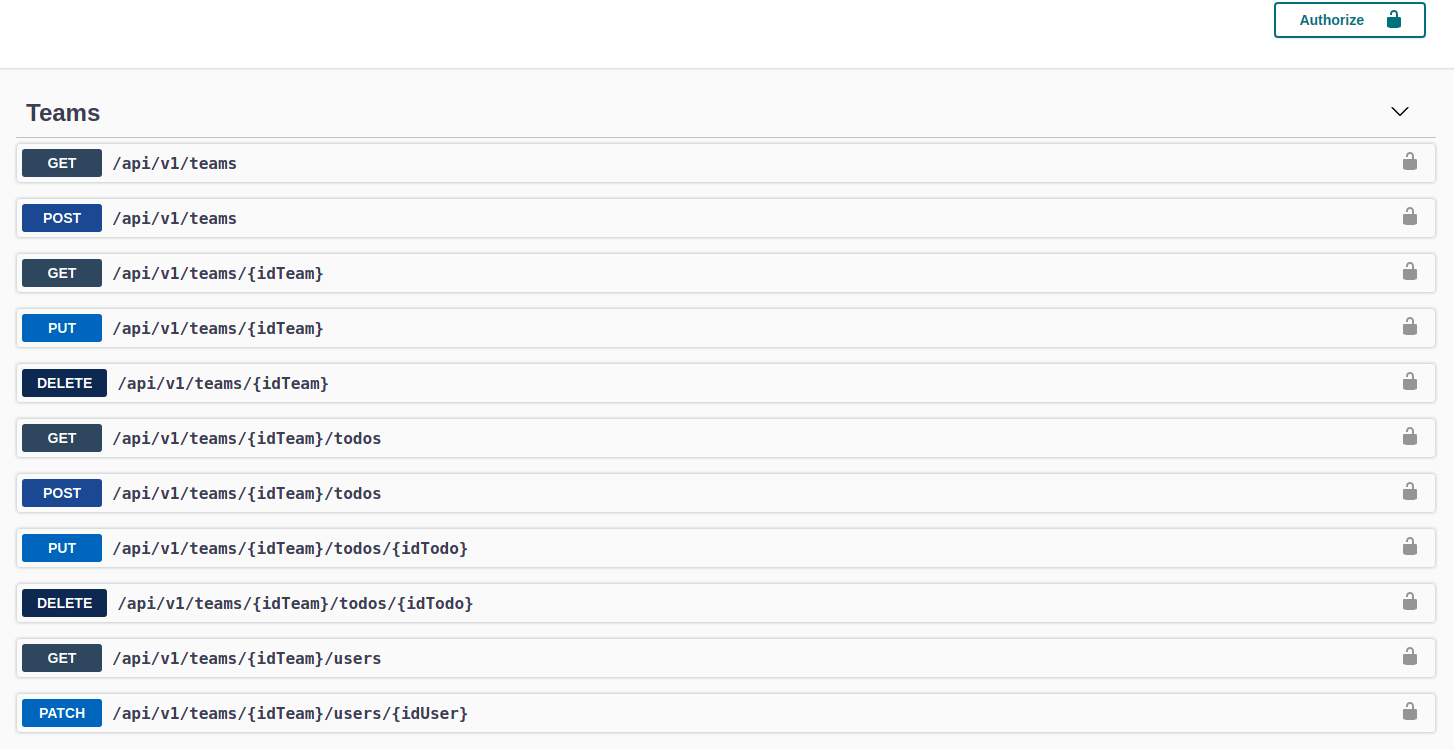 Authorize
Teams
GET /api/v1/teams
POST /api/v1/teams
GET /api/v1/teams/{idTeam}
PUT /api/v1/teams/{idTeam}
DELETE /api/v1/teams/{idTeam}
GET /api/v1/teams/{idTeam}/todos
POST /api/v1/teams/{idTeam}/todos
PUT /api/v1/teams/{idTeam}/todos/{idTodo}
DELETE /api/v1/teams/{idTeam}/todos/{idTodo}
GET /api/v1/teams/{idTeam}/users
PATCH /api/v1/teams/{idTeam}/users/{idUser}